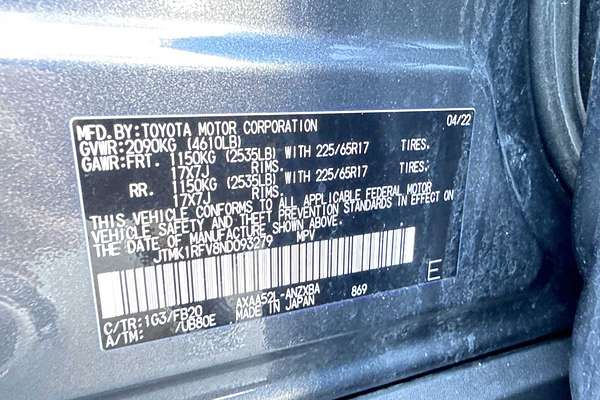 MFD. BY: TOYOTA MOTOR CORPORATION 04/22
GVWR: 2090KG (4610LB)
GAWR: FRT. 1150KG (2535LB) WITH 225/65R17 TIRES.
17X7J RIMS.
RR. 1150KG (2535LB) WITH 225/65R17 TIRES.
17X7J RIMS.
THIS VEHICLE CONFORMS TO ALL APPLICABLE FEDERAL MOTOR
VEHICLE SAFETY AND THEFT PREVENTION STANDARDS IN EFFECT ON
THE DATE OF MANUFACTURE SHOWN ABOVE.
JTMK1RFV8ND093279 MPV
E
C/TR: 1G3/FB20 AXAA52L-ANZXBA 869
A/TM: /UB80E MADE IN JAPAN